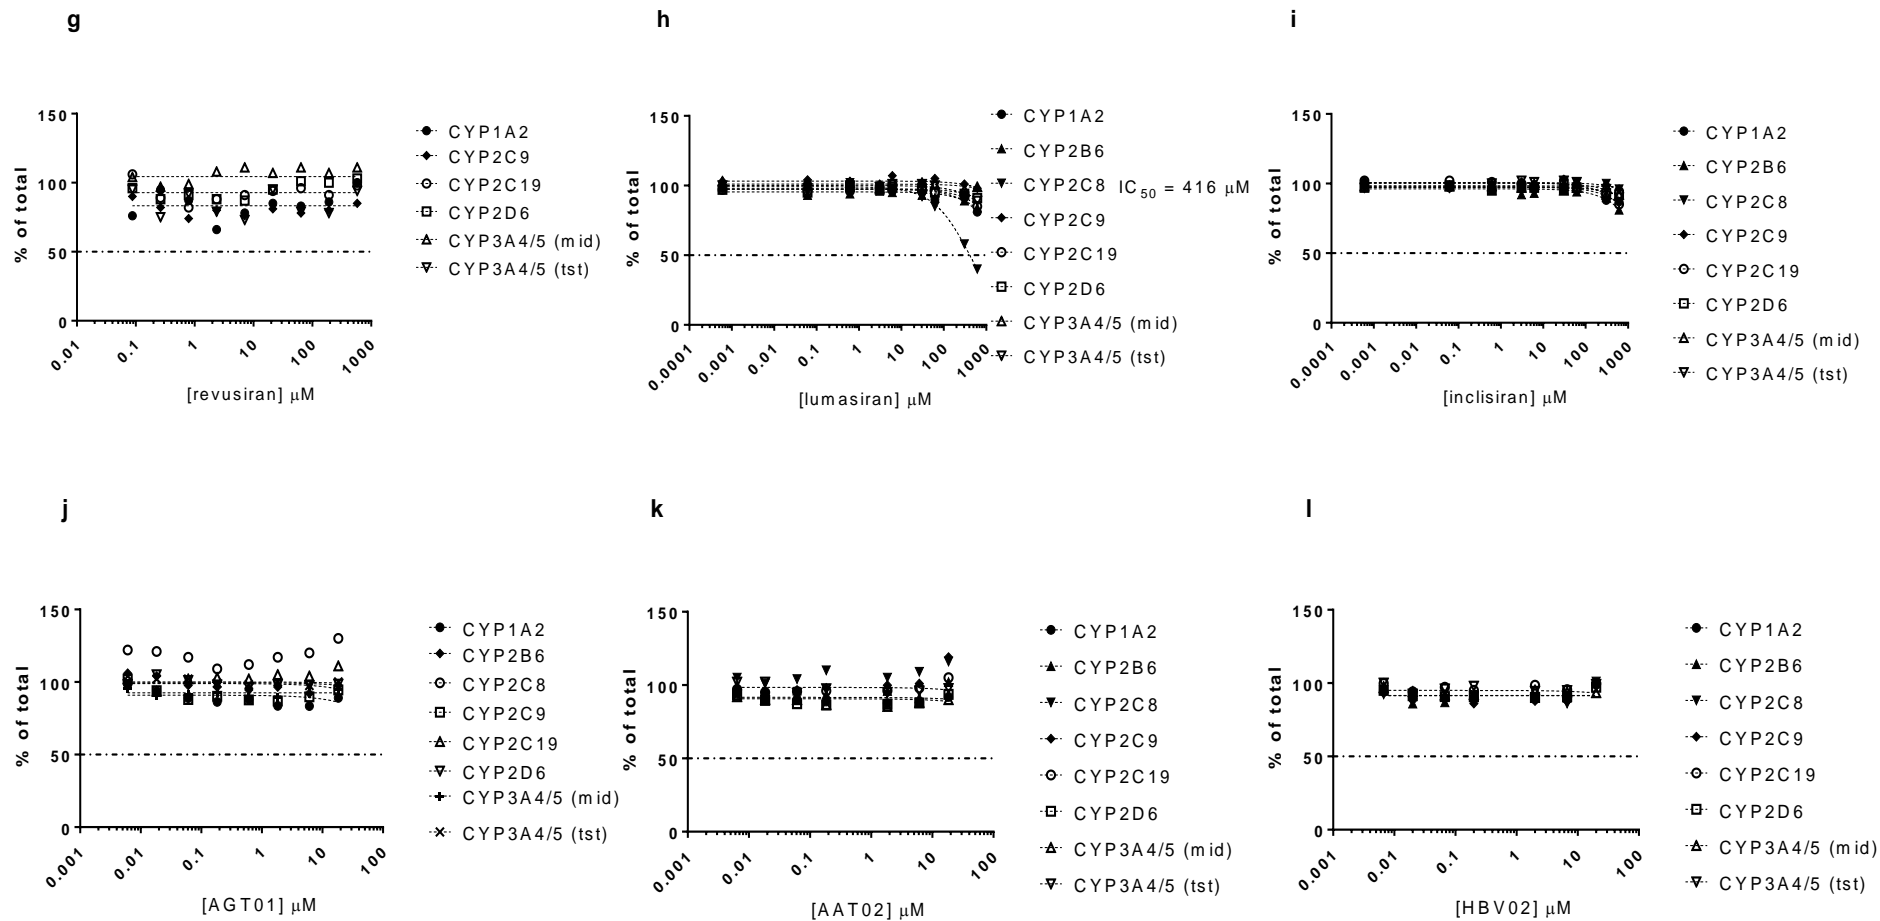 g
% of total
150
100
50
0
0.01
0.1
1
10
100
1000
[revusiran] μM
CYP1A2
CYP2C9
CYP2C19
CYP2D6
CYP3A4/5 (mid)
CYP3A4/5 (tst)
h
% of total
150
100
50
0
0.0001
0.001
0.01
0.1
1
10
100
1000
[lumasiran] μM
CYP1A2
CYP2B6
CYP2C8 IC50 = 416 μM
CYP2C9
CYP2C19
CYP2D6
CYP3A4/5 (mid)
CYP3A4/5 (tst)
i
% of total
150
100
50
0
0.0001
0.001
0.01
0.1
1
10
100
1000
[inclisiran] μM
CYP1A2
CYP2B6
CYP2C8
CYP2C9
CYP2C19
CYP2D6
CYP3A4/5 (mid)
CYP3A4/5 (tst)
j
% of total
150
100
50
0
0.001
0.01
0.1
1
10
100
[AGT01] μM
CYP1A2
CYP2B6
CYP2C8
CYP2C9
CYP2C19
CYP2D6
CYP3A4/5 (mid)
CYP3A4/5 (tst)
k
% of total
150
100
50
0
0.001
0.01
0.1
1
10
100
[AAT02] μM
CYP1A2
CYP2B6
CYP2C8
CYP2C9
CYP2C19
CYP2D6
CYP3A4/5 (mid)
CYP3A4/5 (tst)
l
% of total
150
100
50
0
0.001
0.01
0.1
1
10
100
[HBV02] μM
CYP1A2
CYP2B6
CYP2C8
CYP2C9
CYP2C19
CYP2D6
CYP3A4/5 (mid)
CYP3A4/5 (tst)